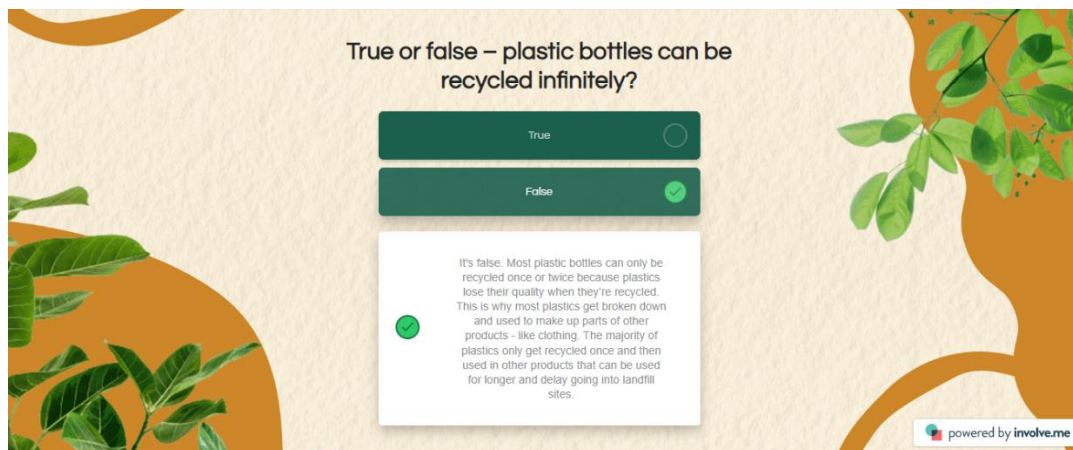 True or false – plastic bottles can be
recycled infinitely?
True
False
It's false. Most plastic bottles can only be
recycled once or twice because plastics
lose their quality when they're recycled.
This is why most plastics get broken down
and used to make up parts of other
products - like clothing. The majority of
plastics only get recycled once and then
used in other products that can be used
for longer and delay going into landfill
sites.
powered by involve.me